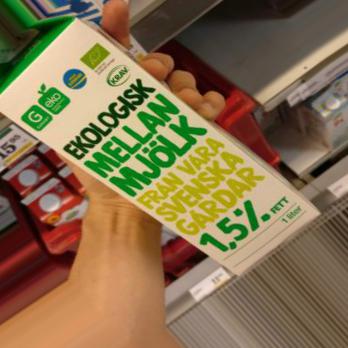 G
eko
KRAV
EKOLOGISK
MELLAN
MJÖLK
FRÅN VÅRA
SVENSKA
GÅRDAR
1,5% FETT
1 liter